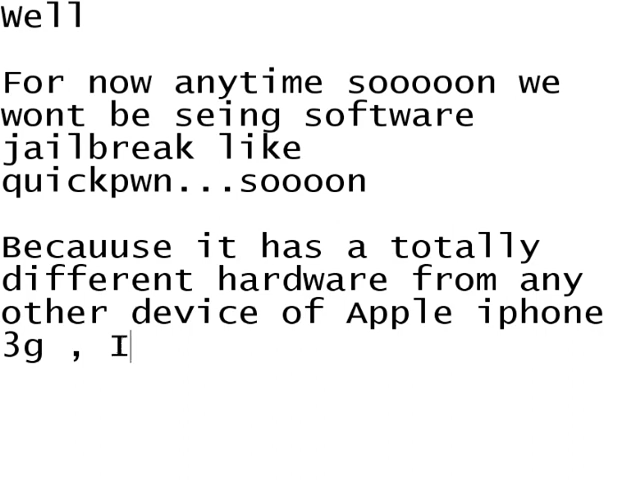 Well
For now anytime sooooon we
wont be seing software
jailbreak like
quickpwn...soooon
Becauuse it has a totally
different hardware from any
other device of Apple iphone
3g , I